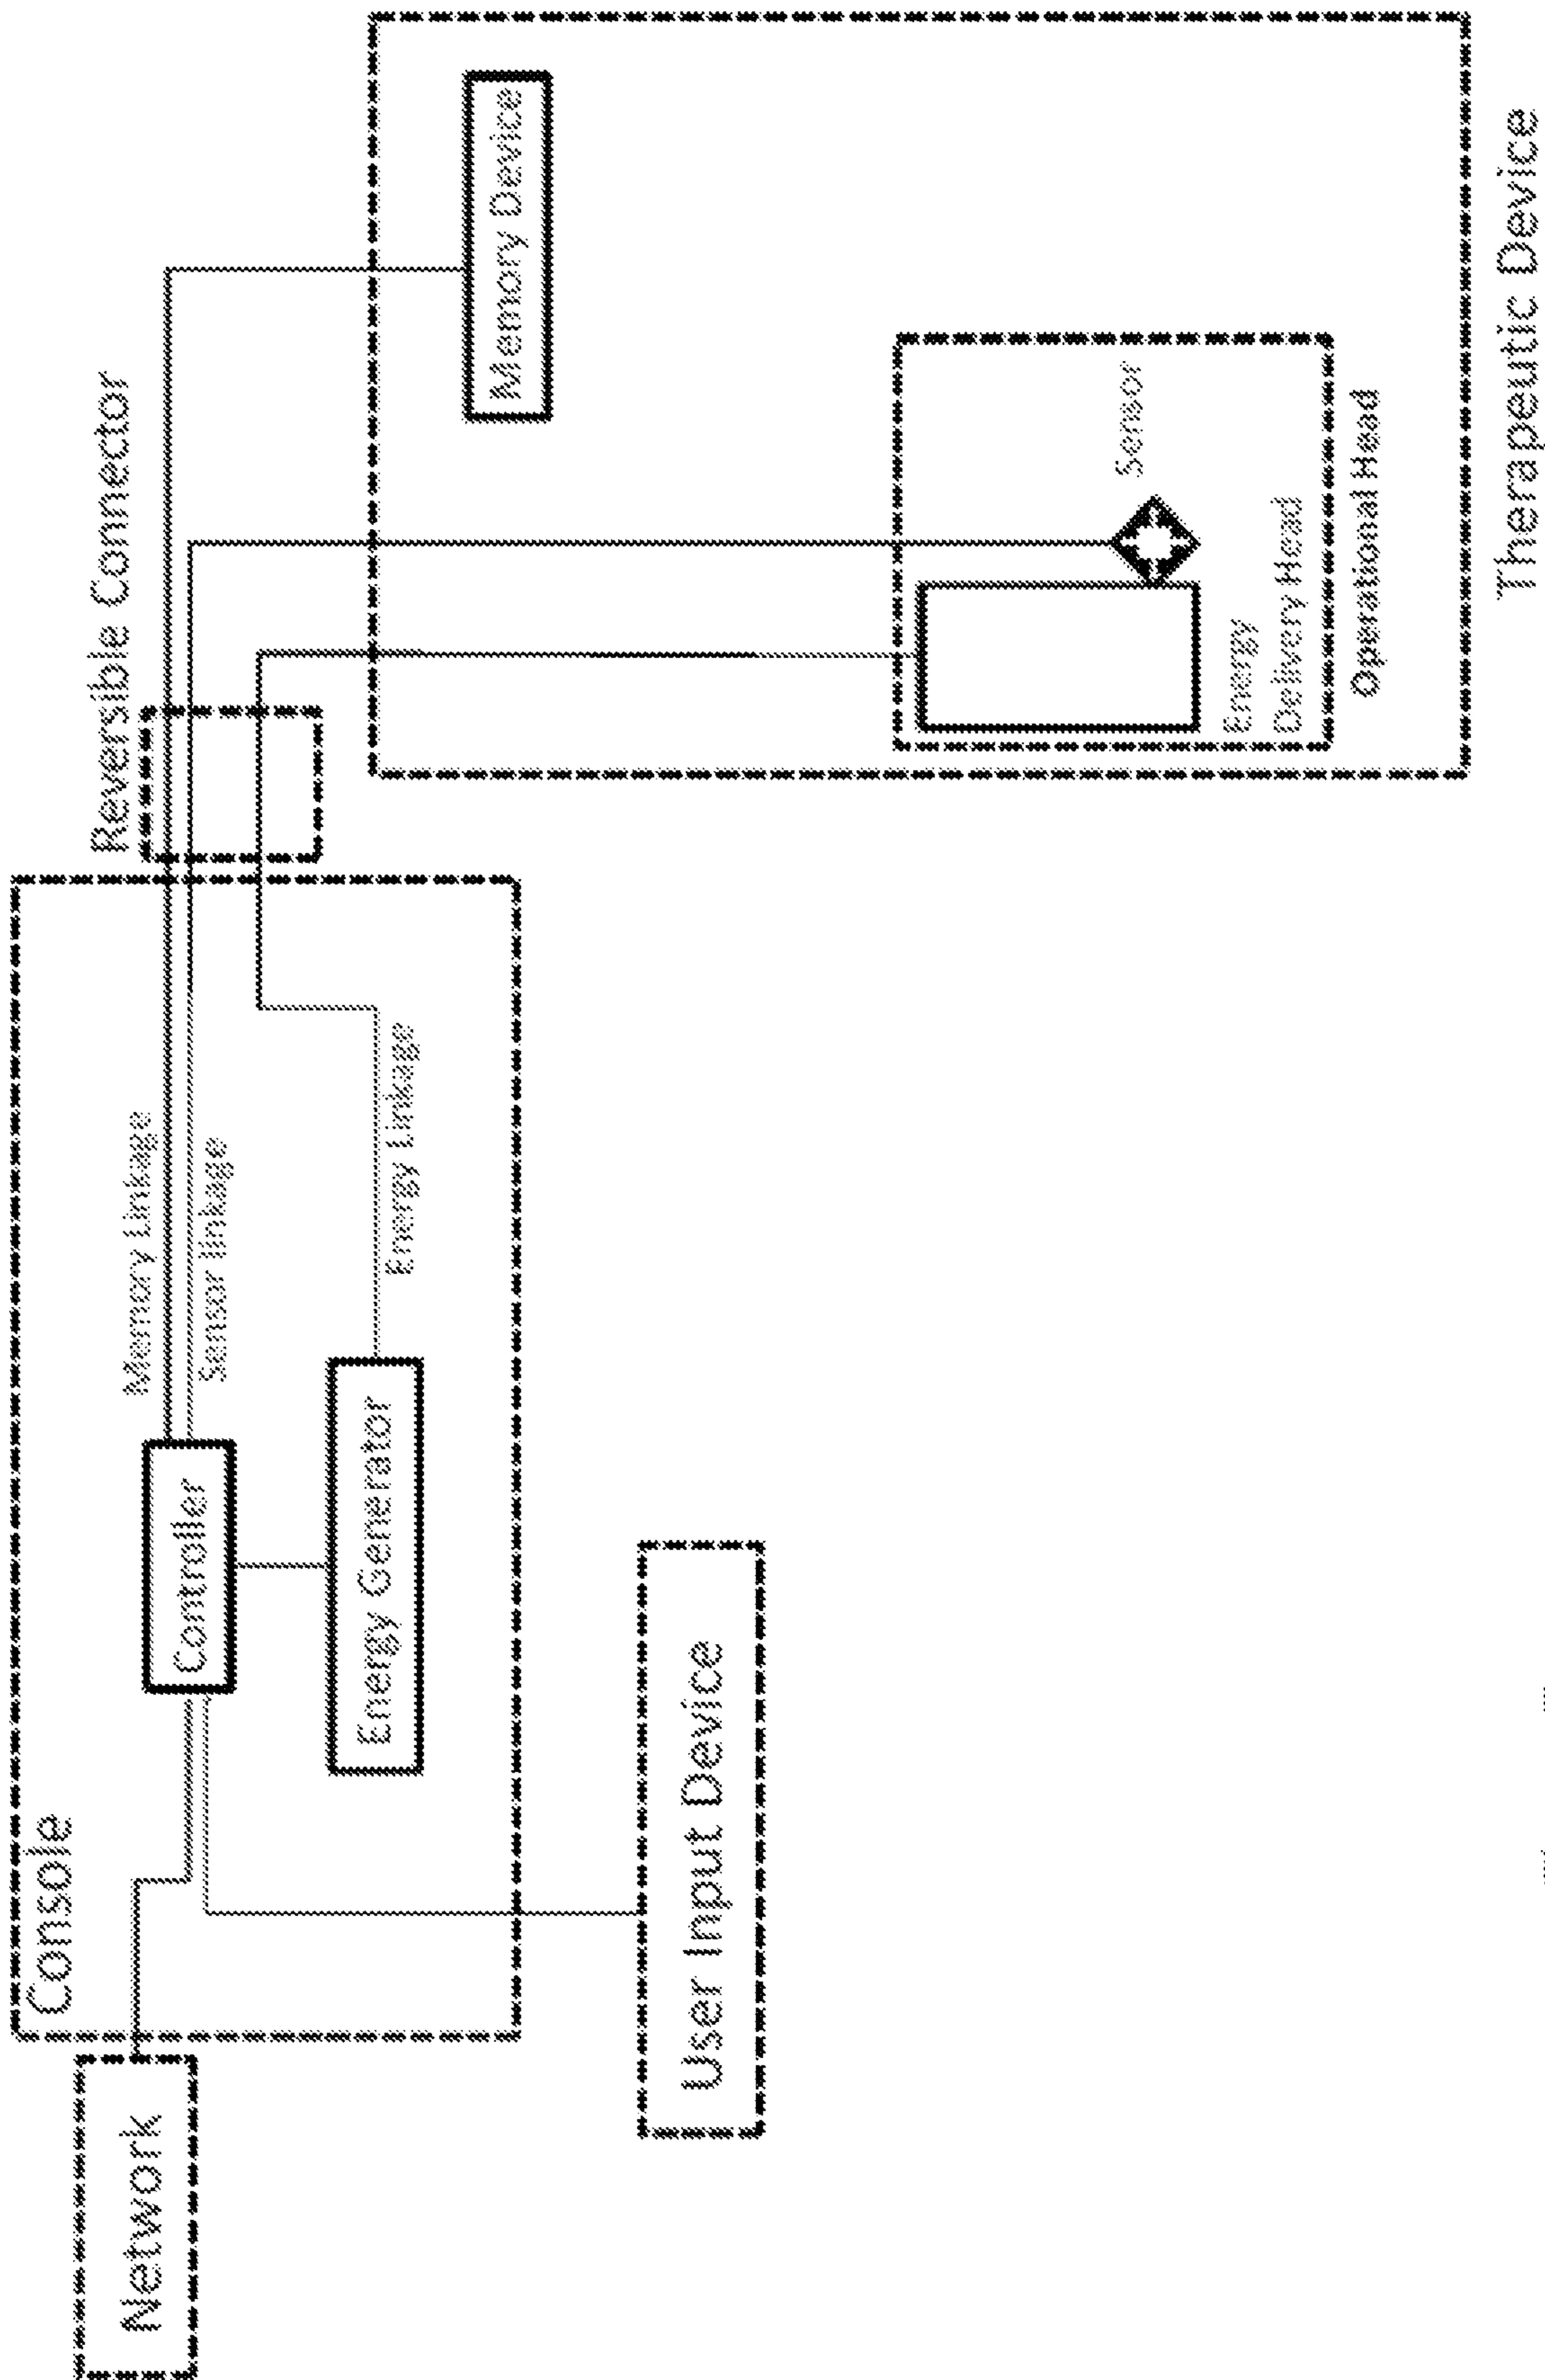 Network
Console
Controller
Memory Linkage
Sensor linkage
Energy Generator
Energy Linkage
User Input Device
Reversible Connector
Memory Device
Sensor
Energy
Delivery Head
Operational Head
Therapeutic Device